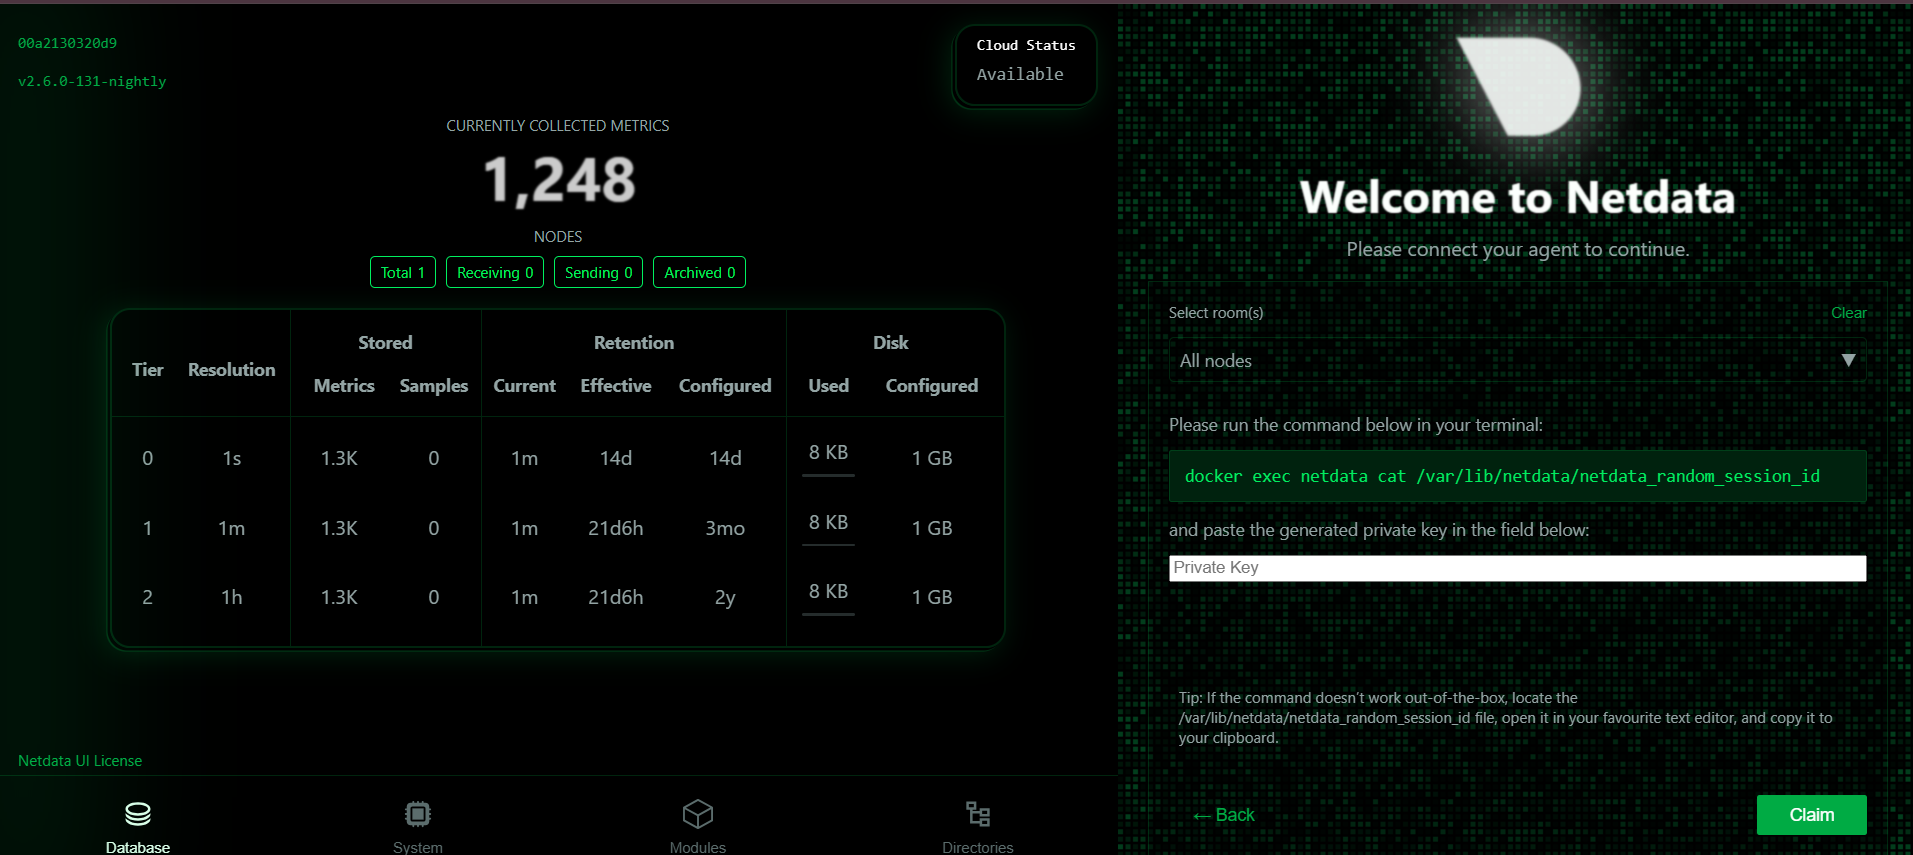 00a2130320d9
v2.6.0-131-nightly
Cloud Status
Available
CURRENTLY COLLECTED METRICS
1,248
NODES
Total 1 Receiving 0 Sending 0 Archived 0
Stored Retention Disk
Tier Resolution Metrics Samples Current Effective Configured Used Configured
0 1s 1.3K 0 1m 14d 14d 8 KB 1 GB
1 1m 1.3K 0 1m 21d6h 3mo 8 KB 1 GB
2 1h 1.3K 0 1m 21d6h 2y 8 KB 1 GB
Netdata UI License
Database System Modules Directories
Welcome to Netdata
Please connect your agent to continue.
Select room(s) Clear
All nodes
Please run the command below in your terminal:
docker exec netdata cat /var/lib/netdata/netdata_random_session_id
and paste the generated private key in the field below:
Private Key
Tip: If the command doesn't work out-of-the-box, locate the
/var/lib/netdata/netdata_random_session_id file, open it in your favourite text editor, and copy it to
your clipboard.
← Back Claim